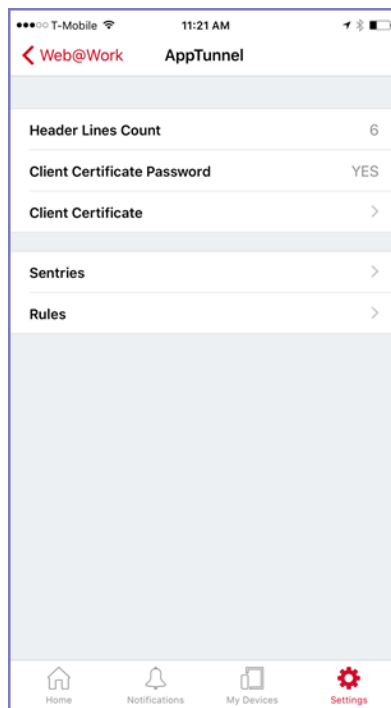 T-Mobile 11:21 AM
Web@Work AppTunnel
Header Lines Count 6
Client Certificate Password YES
Client Certificate
Sentries
Rules
Home Notifications My Devices Settings